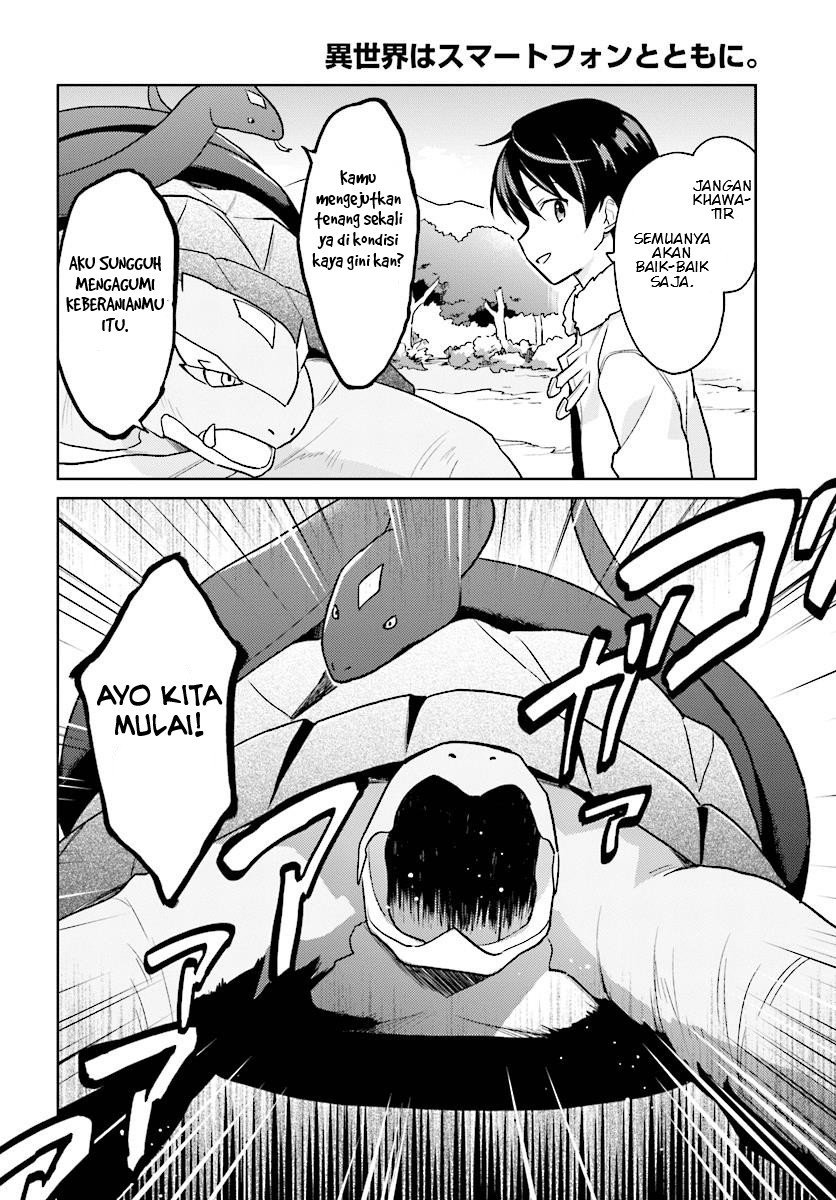 異世界はスマートフォンとともに。
JANGAN
KHAWA-
TIR
SEMUANYA
AKAN
BAIK-BAIK
SAJA.
Kamu
mengejutkan
tenang sekali
ya di kondisi
kaya gini kan?
AKU SUNGGUH
MENGAGUMI
KEBERANIANMU
ITU.
AYO KITA
MULAI!
ゴガアアアア